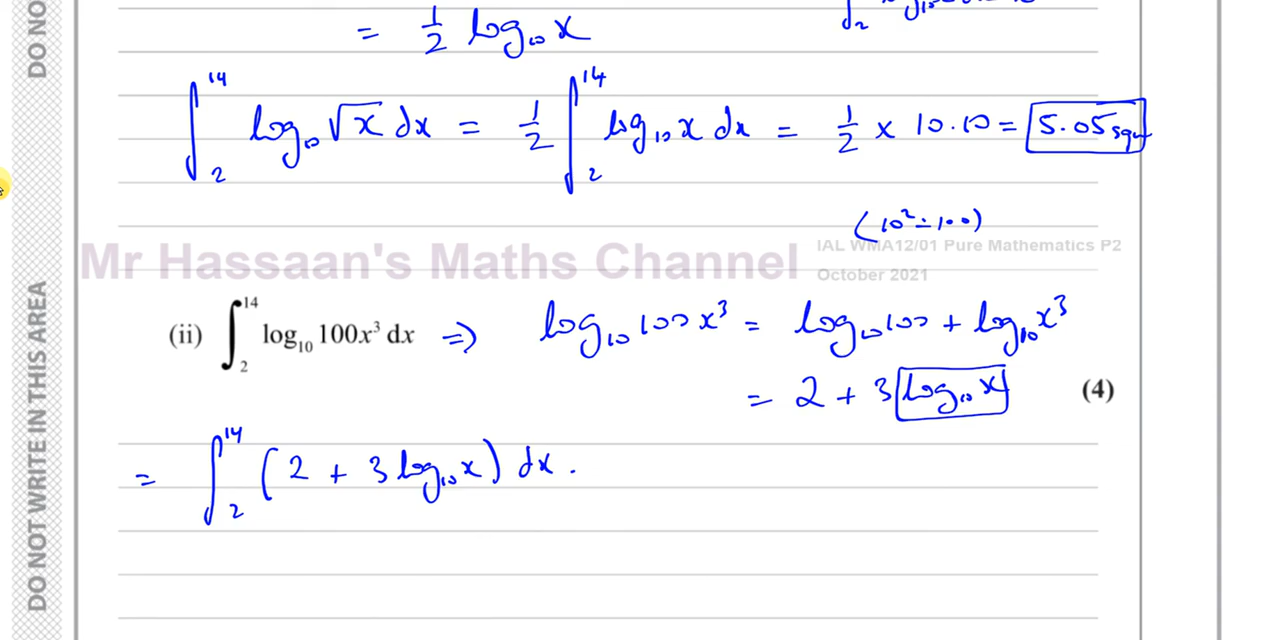 DO NO
= 1/2 log₁₀ x
∫₂¹⁴ log₁₀ √x dx = 1/2 ∫₂¹⁴ log₁₀ x dx = 1/2 × 10.10 = 5.05 squ
(10² = 100)
Mr Hassaan's Maths Channel
IAL WMA12/01 Pure Mathematics P2
October 2021
(ii) ∫₂¹⁴ log₁₀ 100x³ dx ⇒ log₁₀ 100x³ = log₁₀ 100 + log₁₀ x³
= 2 + 3 log₁₀ x (4)
= ∫₂¹⁴ (2 + 3 log₁₀ x) dx.
DO NOT WRITE IN THIS AREA